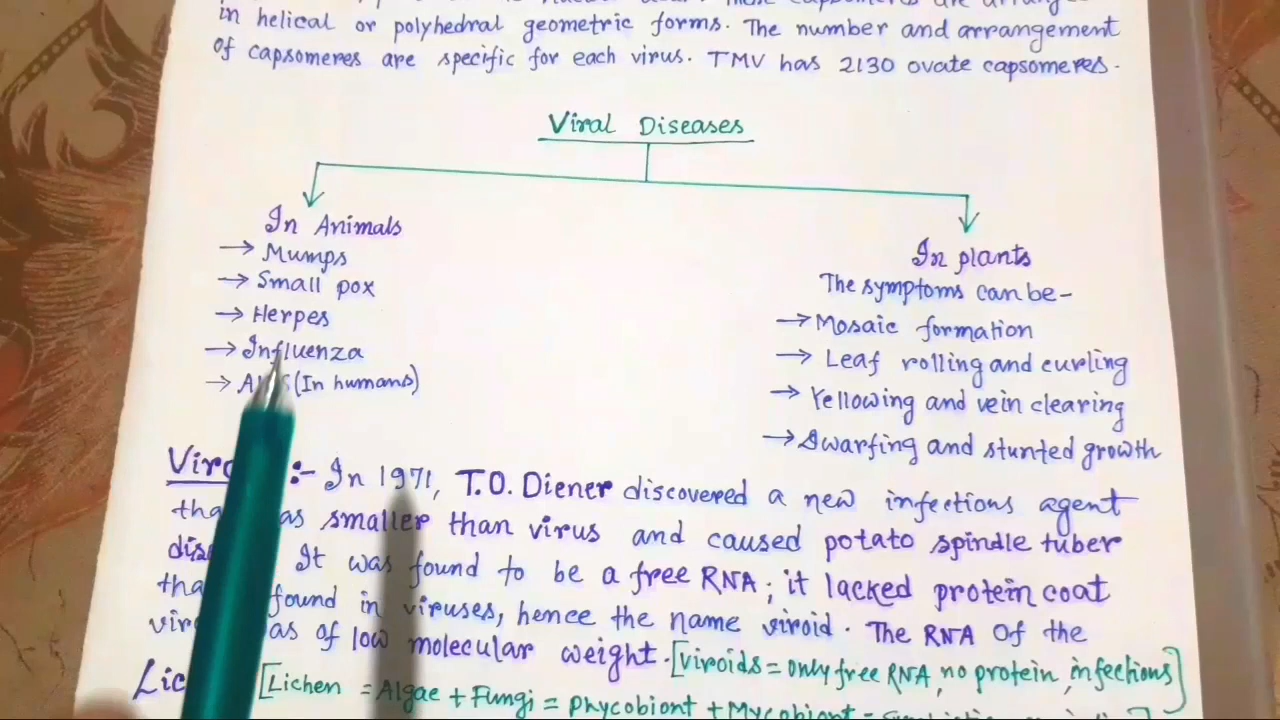 in helical or polyhedral geometric forms. The number and arrangement
of capsomeres are specific for each virus. TMV has 2130 ovate capsomeres.
Viral Diseases
In Animals
→ Mumps
→ Small pox
→ Herpes
→ Influenza
→ (In humans)
In plants
The symptoms can be-
→ Mosaic formation
→ Leaf rolling and curling
→ Yellowing and vein clearing
→ Dwarfing and stunted growth
:- In 1971, T.O. Diener discovered a new infections agent
smaller than virus and caused potato spindle tuber
It was found to be a free RNA; it lacked protein coat
found in viruses, hence the name viroid. The RNA of the
of low molecular weight. [viroids = only free RNA, no protein, infections]
[Lichen = Algae + Fungi = Phycobiont + Mycobiont =